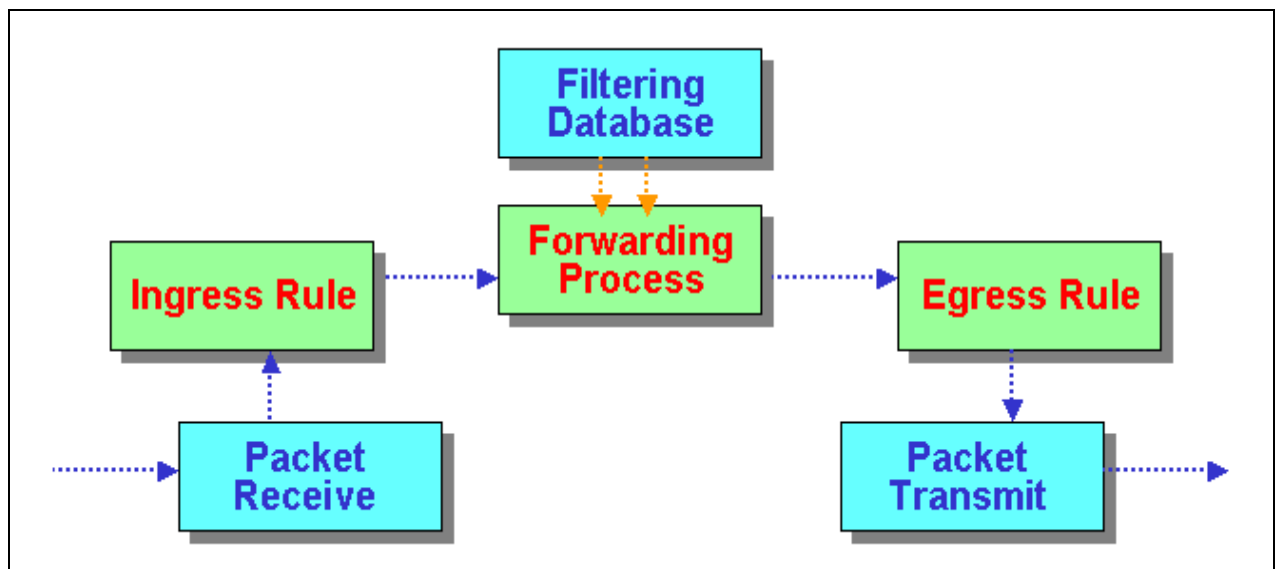 Filtering
Database
Forwarding
Process
Ingress Rule
Egress Rule
Packet
Receive
Packet
Transmit